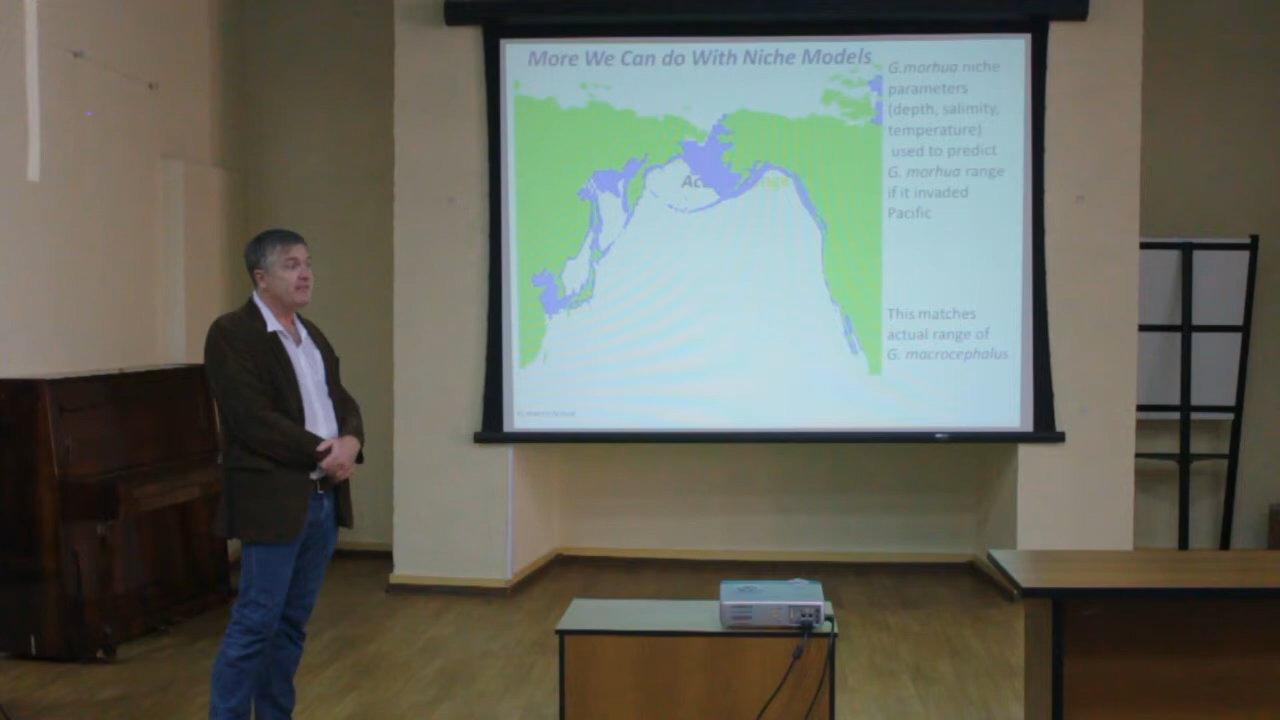 More We Can do With Niche Models
G.morhua niche
parameters
(depth, salimity,
temperature)
used to predict
G. morhua range
if it invaded
Pacific
This matches
actual range of
G. macrocephalus